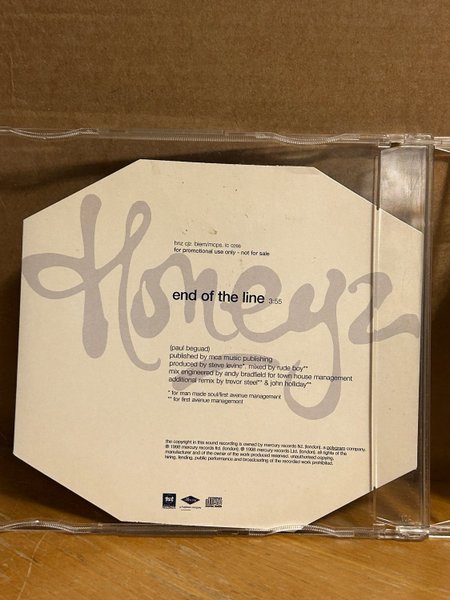 Honeyz
hnz cjz. biem/mcps. lc 0268
for promotional use only - not for sale
end of the line 3:55
(paul beguad)
published by mca music publishing
produced by steve levine*. mixed by rude boy**
mix engineered by andy bradfield for town house management
additional remix by trevor steel** & john holliday**
* for man made soul/first avenue management
** for first avenue management
the copyright in this sound recording is owned by mercury records ltd. (london), a polygram company.
℗ 1998 mercury records ltd. (london). © 1998 mercury records Ltd. (london). all rights of the
manufacturer and of the owner of the work produced reserved. unauthorised copying,
hiring, lending, public performance and broadcasting of the recorded work prohibited.